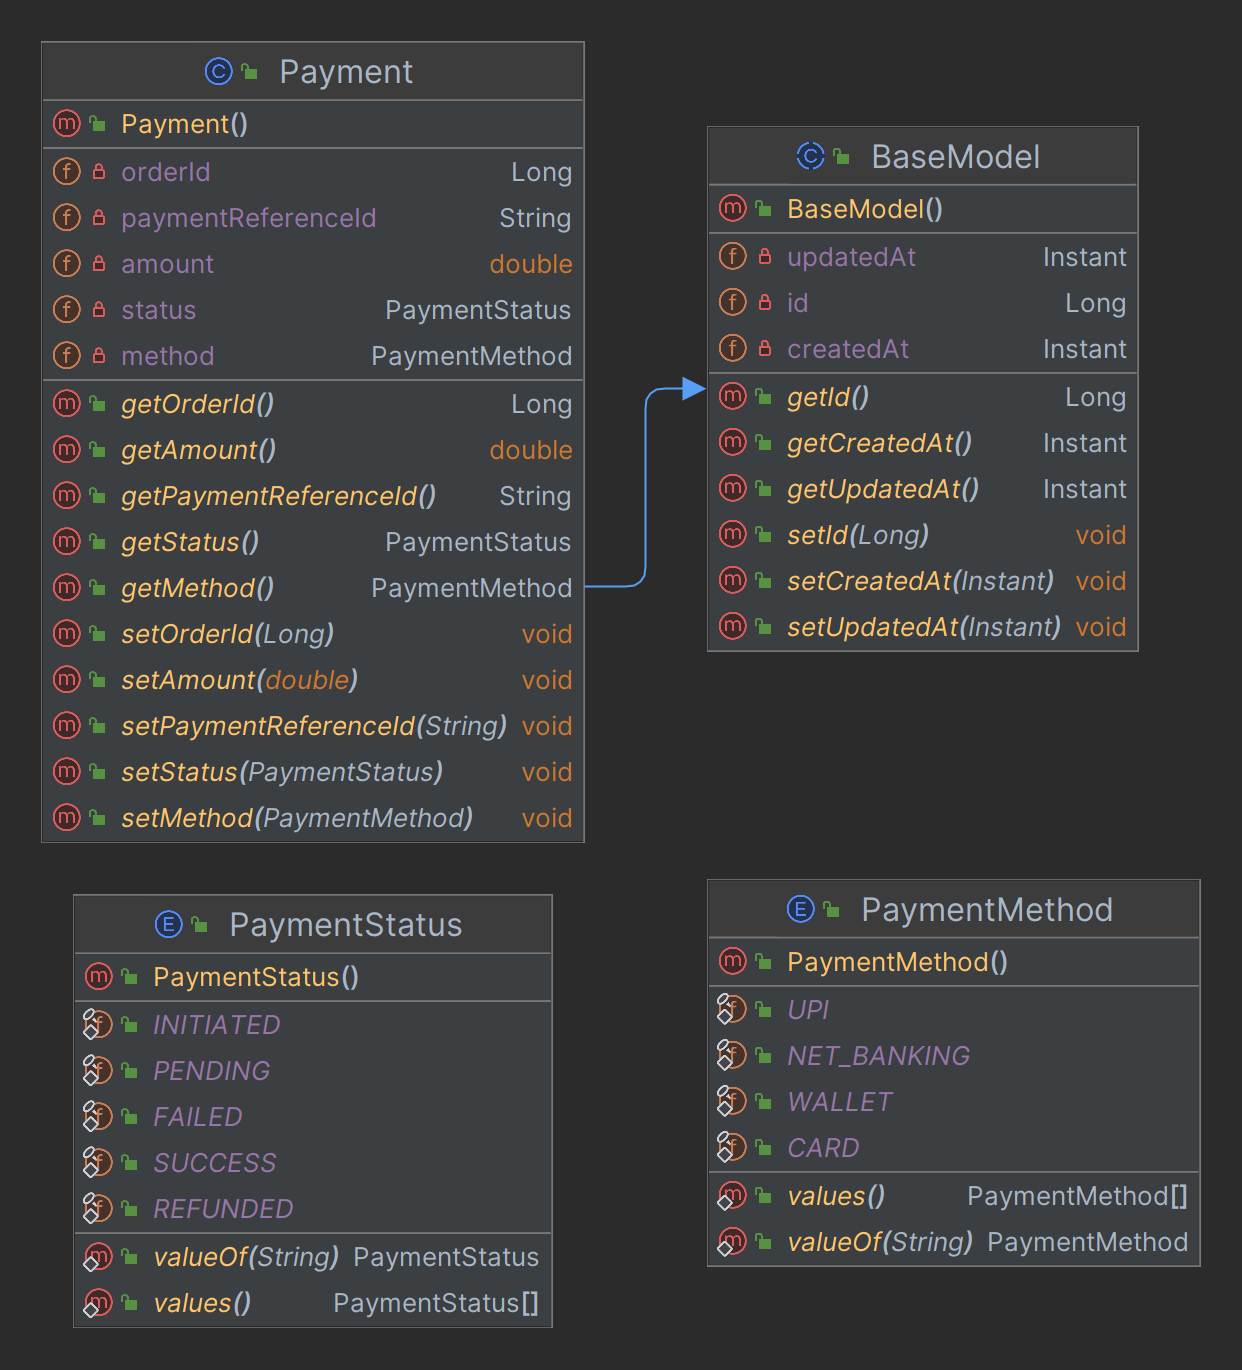 Payment
Payment()
orderId Long
paymentReferenceId String
amount double
status PaymentStatus
method PaymentMethod
getOrderId() Long
getAmount() double
getPaymentReferenceId() String
getStatus() PaymentStatus
getMethod() PaymentMethod
setOrderId(Long) void
setAmount(double) void
setPaymentReferenceId(String) void
setStatus(PaymentStatus) void
setMethod(PaymentMethod) void
BaseModel
BaseModel()
updatedAt Instant
id Long
createdAt Instant
getId() Long
getCreatedAt() Instant
getUpdatedAt() Instant
setId(Long) void
setCreatedAt(Instant) void
setUpdatedAt(Instant) void
PaymentStatus
PaymentStatus()
INITIATED
PENDING
FAILED
SUCCESS
REFUNDED
valueOf(String) PaymentStatus
values() PaymentStatus[]
PaymentMethod
PaymentMethod()
UPI
NET_BANKING
WALLET
CARD
values() PaymentMethod[]
valueOf(String) PaymentMethod